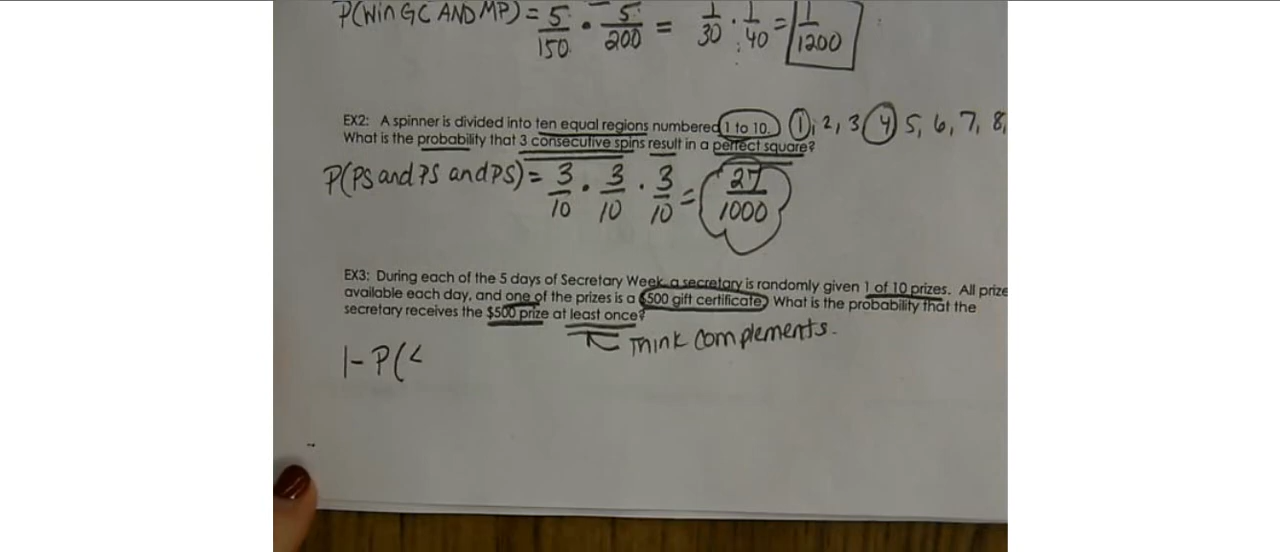 P(Win GC AND MP) = 5/150 · 5/200 = 1/30 · 1/40 = 1/1200
EX2: A spinner is divided into ten equal regions numbered 1 to 10. 1, 2, 3 4, 5, 6, 7, 8,
What is the probability that 3 consecutive spins result in a perfect square?
P(PS and PS and PS) = 3/10 · 3/10 · 3/10 = 27/1000
EX3: During each of the 5 days of Secretary Week, a secretary is randomly given 1 of 10 prizes. All prize
available each day, and one of the prizes is a $500 gift certificate. What is the probability that the
secretary receives the $500 prize at least once?
Think complements.
1 - P(<